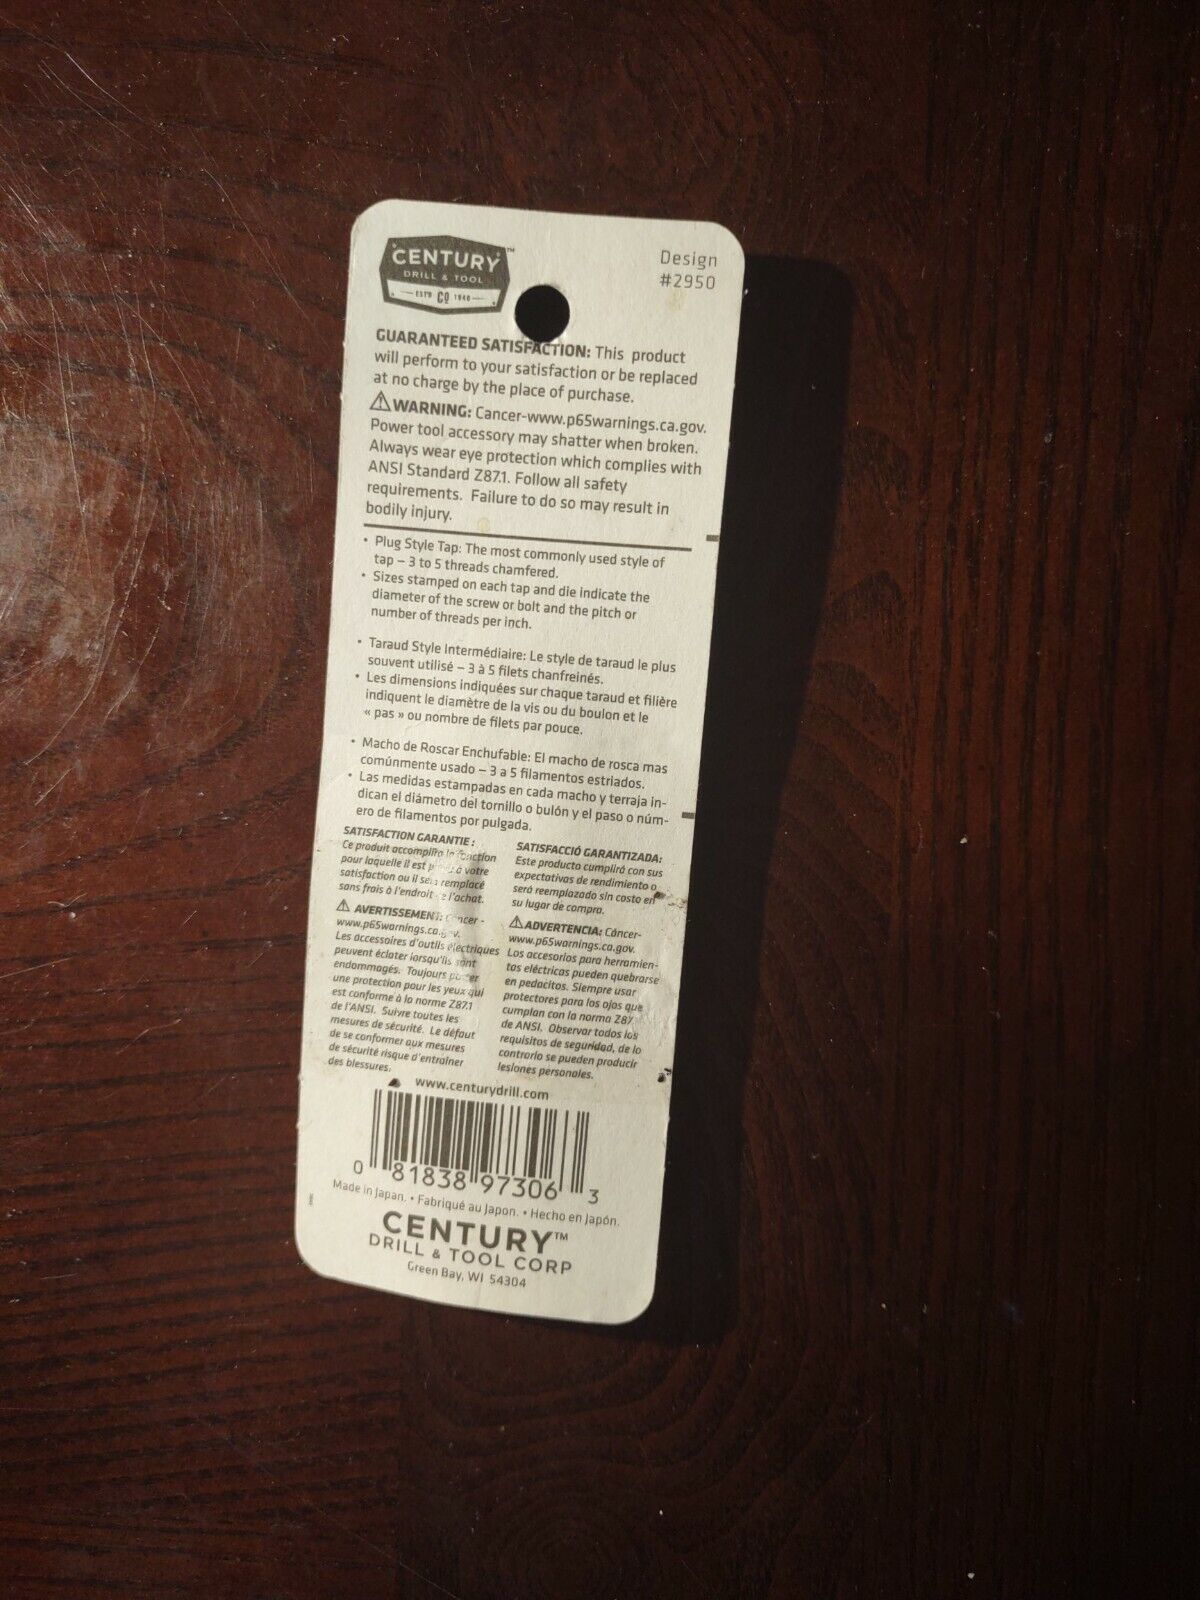 CENTURY™
DRILL & TOOL
EST'D CO 1940
Design
#2950
GUARANTEED SATISFACTION: This product
will perform to your satisfaction or be replaced
at no charge by the place of purchase.
⚠WARNING: Cancer-www.p65warnings.ca.gov.
Power tool accessory may shatter when broken.
Always wear eye protection which complies with
ANSI Standard Z87.1. Follow all safety
requirements. Failure to do so may result in
bodily injury.
• Plug Style Tap: The most commonly used style of
tap – 3 to 5 threads chamfered.
• Sizes stamped on each tap and die indicate the
diameter of the screw or bolt and the pitch or
number of threads per inch.
• Taraud Style Intermédiaire: Le style de taraud le plus
souvent utilisé – 3 à 5 filets chanfreinés.
• Les dimensions indiquées sur chaque taraud et filière
indiquent le diamètre de la vis ou du boulon et le
« pas » ou nombre de filets par pouce.
• Macho de Roscar Enchufable: El macho de rosca mas
comúnmente usado – 3 a 5 filamentos estriados.
• Las medidas estampadas en cada macho y terraja in-
dican el diámetro del tornillo o bulón y el paso o núm-
ero de filamentos por pulgada.
SATISFACTION GARANTIE :
Ce produit accomplira la fonction
pour laquelle il est à votre
satisfaction ou il sera remplacé
sans frais à l'endroit l'achat.
⚠ AVERTISSEMENT: Cancer -
www.p65warnings.ca.gov.
Les accessoires d'outils électriques
peuvent éclater lorsqu'ils sont
endommagés. Toujours porter
une protection pour les yeux qui
est conforme à la norme Z87.1
de l'ANSI. Suivre toutes les
mesures de sécurité. Le défaut
de se conformer aux mesures
de sécurité risque d'entraîner
des blessures.
SATISFACCIÓ GARANTIZADA:
Este producto cumplirá con sus
expectativas de rendimiento o
será reemplazado sin costo en
su lugar de compra.
⚠ADVERTENCIA: Cáncer-
www.p65warnings.ca.gov.
Los accesorios para herramien-
tas eléctricas pueden quebrarse
en pedacitos. Siempre usar
protectores para los ojos que
cumplan con la norma Z87
de ANSI. Observar todos los
requisitos de seguridad, de lo
contrario se pueden producir
lesiones personales.
www.centurydrill.com
0 81838 97306 3
Made in Japan. • Fabriqué au Japon. • Hecho en Japón.
CENTURY™
DRILL & TOOL CORP
Green Bay, WI 54304